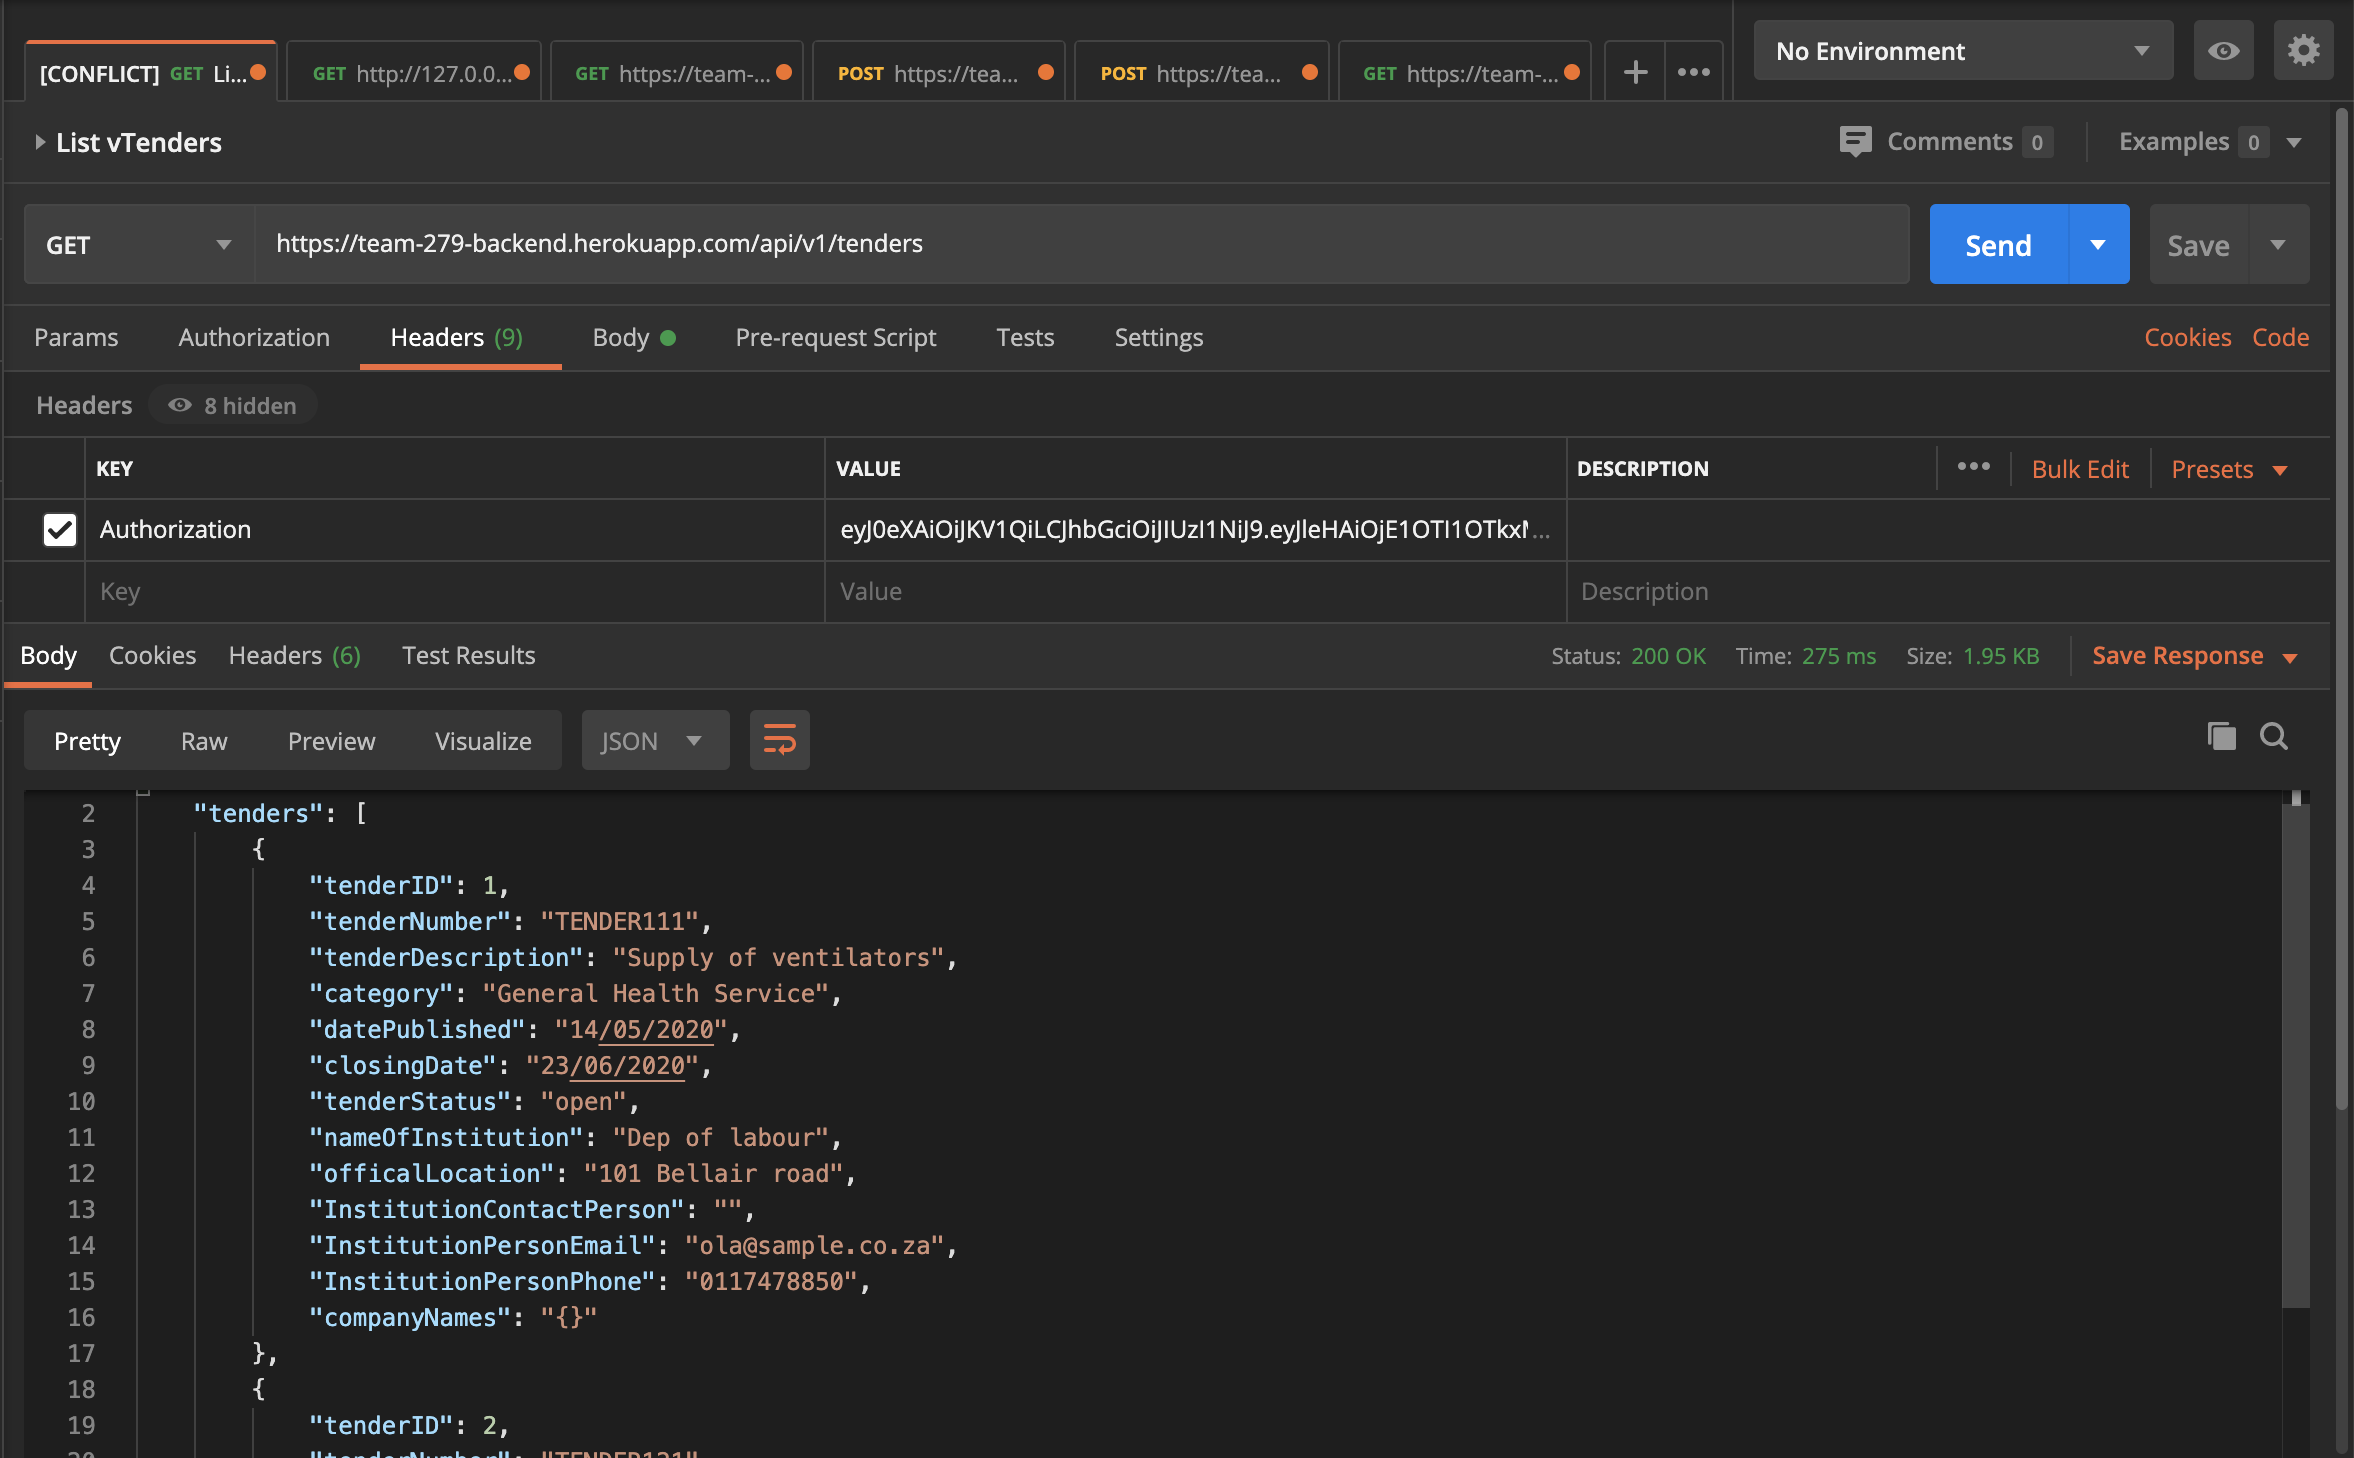 [CONFLICT] GET Li...
GET http://127.0.0...
GET https://team-...
POST https://tea...
POST https://tea...
GET https://team-...
No Environment
List vTenders
Comments 0
Examples 0
GET
https://team-279-backend.herokuapp.com/api/v1/tenders
Send
Save
Params Authorization Headers (9) Body Pre-request Script Tests Settings
Cookies Code
Headers 8 hidden
KEY VALUE DESCRIPTION ••• Bulk Edit Presets
Authorization eyJ0eXAiOiJKV1QiLCJhbGciOiJIUzI1NiJ9.eyJleHAiOjE1OTI1OTkxN...
Key Value Description
Body Cookies Headers (6) Test Results
Status: 200 OK Time: 275 ms Size: 1.95 KB Save Response
Pretty Raw Preview Visualize JSON
2 "tenders": [
3 {
4 "tenderID": 1,
5 "tenderNumber": "TENDER111",
6 "tenderDescription": "Supply of ventilators",
7 "category": "General Health Service",
8 "datePublished": "14/05/2020",
9 "closingDate": "23/06/2020",
10 "tenderStatus": "open",
11 "nameOfInstitution": "Dep of labour",
12 "officalLocation": "101 Bellair road",
13 "InstitutionContactPerson": "",
14 "InstitutionPersonEmail": "ola@sample.co.za",
15 "InstitutionPersonPhone": "0117478850",
16 "companyNames": "{}"
17 },
18 {
19 "tenderID": 2,
20 "tenderNumber": "TENDER121"